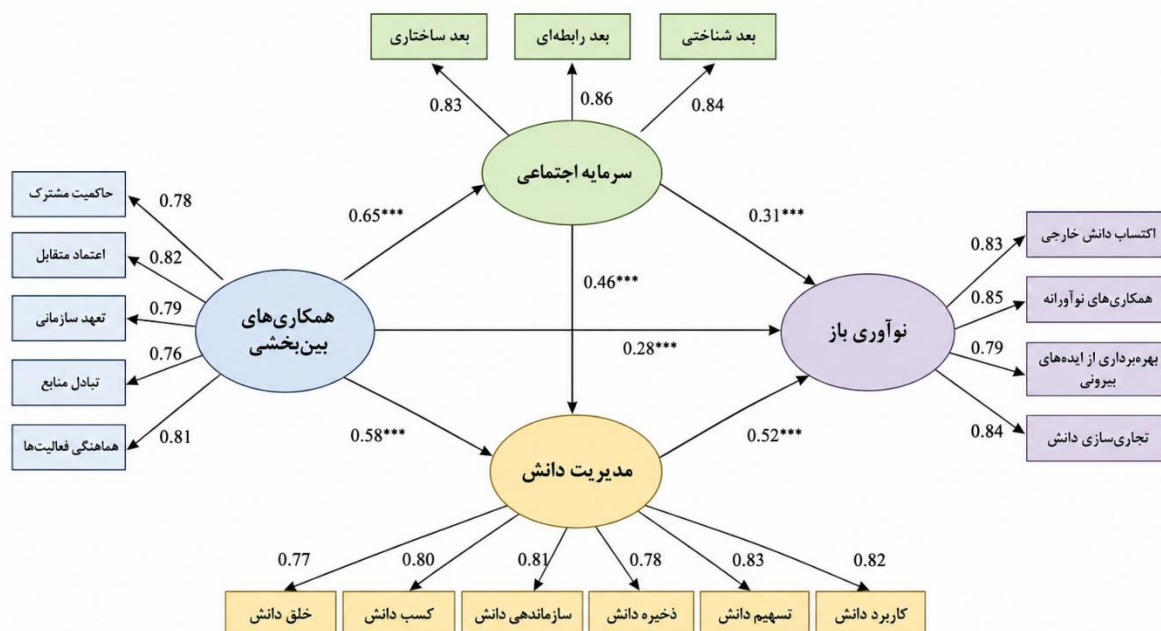 بعد ساختاری
بعد رابطه‌ای
بعد شناختی
0.83
0.86
0.84
سرمایه اجتماعی
حاکمیت مشترک
اعتماد متقابل
تعهد سازمانی
تبادل منابع
هماهنگی فعالیت‌ها
0.78
0.82
0.79
0.76
0.81
همکاری‌های
بین‌بخشی
0.65***
0.31***
0.46***
0.28***
0.58***
0.52***
نوآوری باز
0.83
0.85
0.79
0.84
اکتساب دانش خارجی
همکاری‌های نوآورانه
بهره‌برداری از ایده‌های
بیرونی
تجاری‌سازی دانش
مدیریت دانش
0.77
0.80
0.81
0.78
0.83
0.82
خلق دانش
کسب دانش
سازماندهی دانش
ذخیره دانش
تسهیم دانش
کاربرد دانش